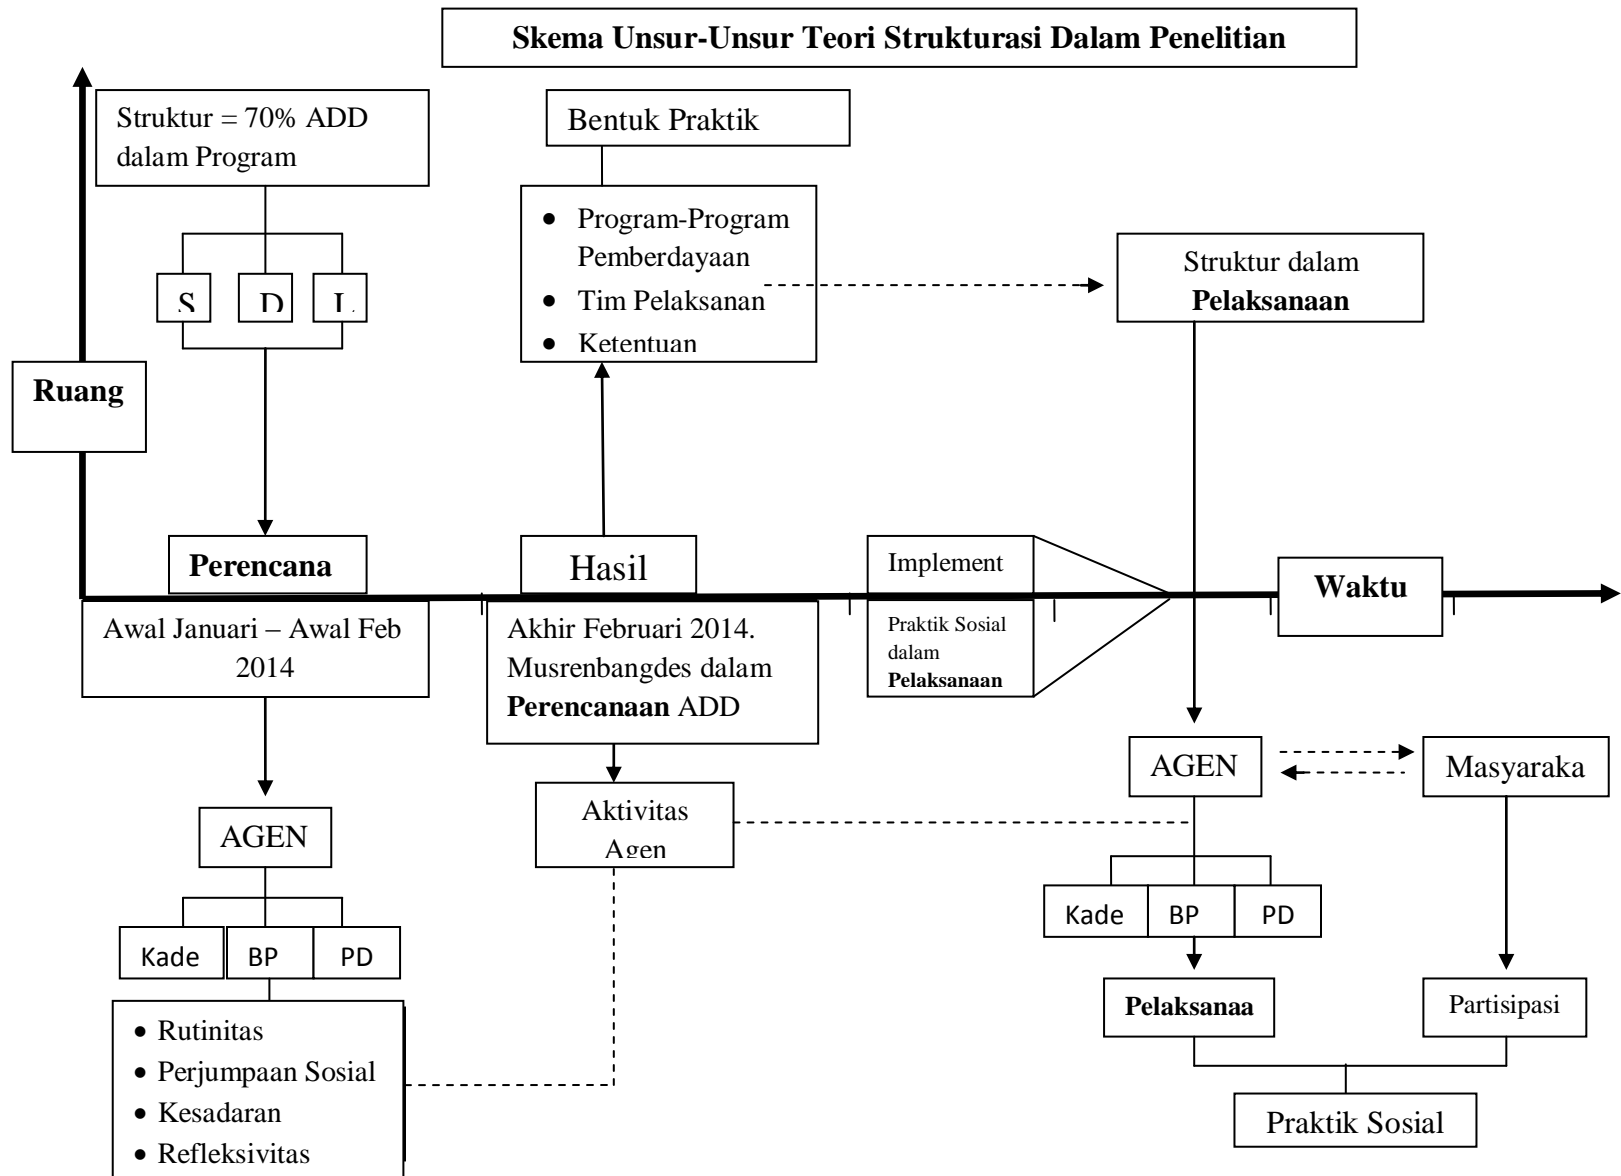 Skema Unsur-Unsur Teori Strukturasi Dalam Penelitian
Struktur = 70% ADD
dalam Program
S D L
Bentuk Praktik
• Program-Program
Pemberdayaan
• Tim Pelaksanan
• Ketentuan
Struktur dalam
Pelaksanaan
Ruang
Perencana
Hasil
Implement
Waktu
Awal Januari – Awal Feb
2014
Akhir Februari 2014.
Musrenbangdes dalam
Perencanaan ADD
Praktik Sosial
dalam
Pelaksanaan
AGEN
Kade BP PD
• Rutinitas
• Perjumpaan Sosial
• Kesadaran
• Refleksivitas
Aktivitas
Agen
AGEN
Masyaraka
Kade BP PD
Pelaksanaa
Partisipasi
Praktik Sosial